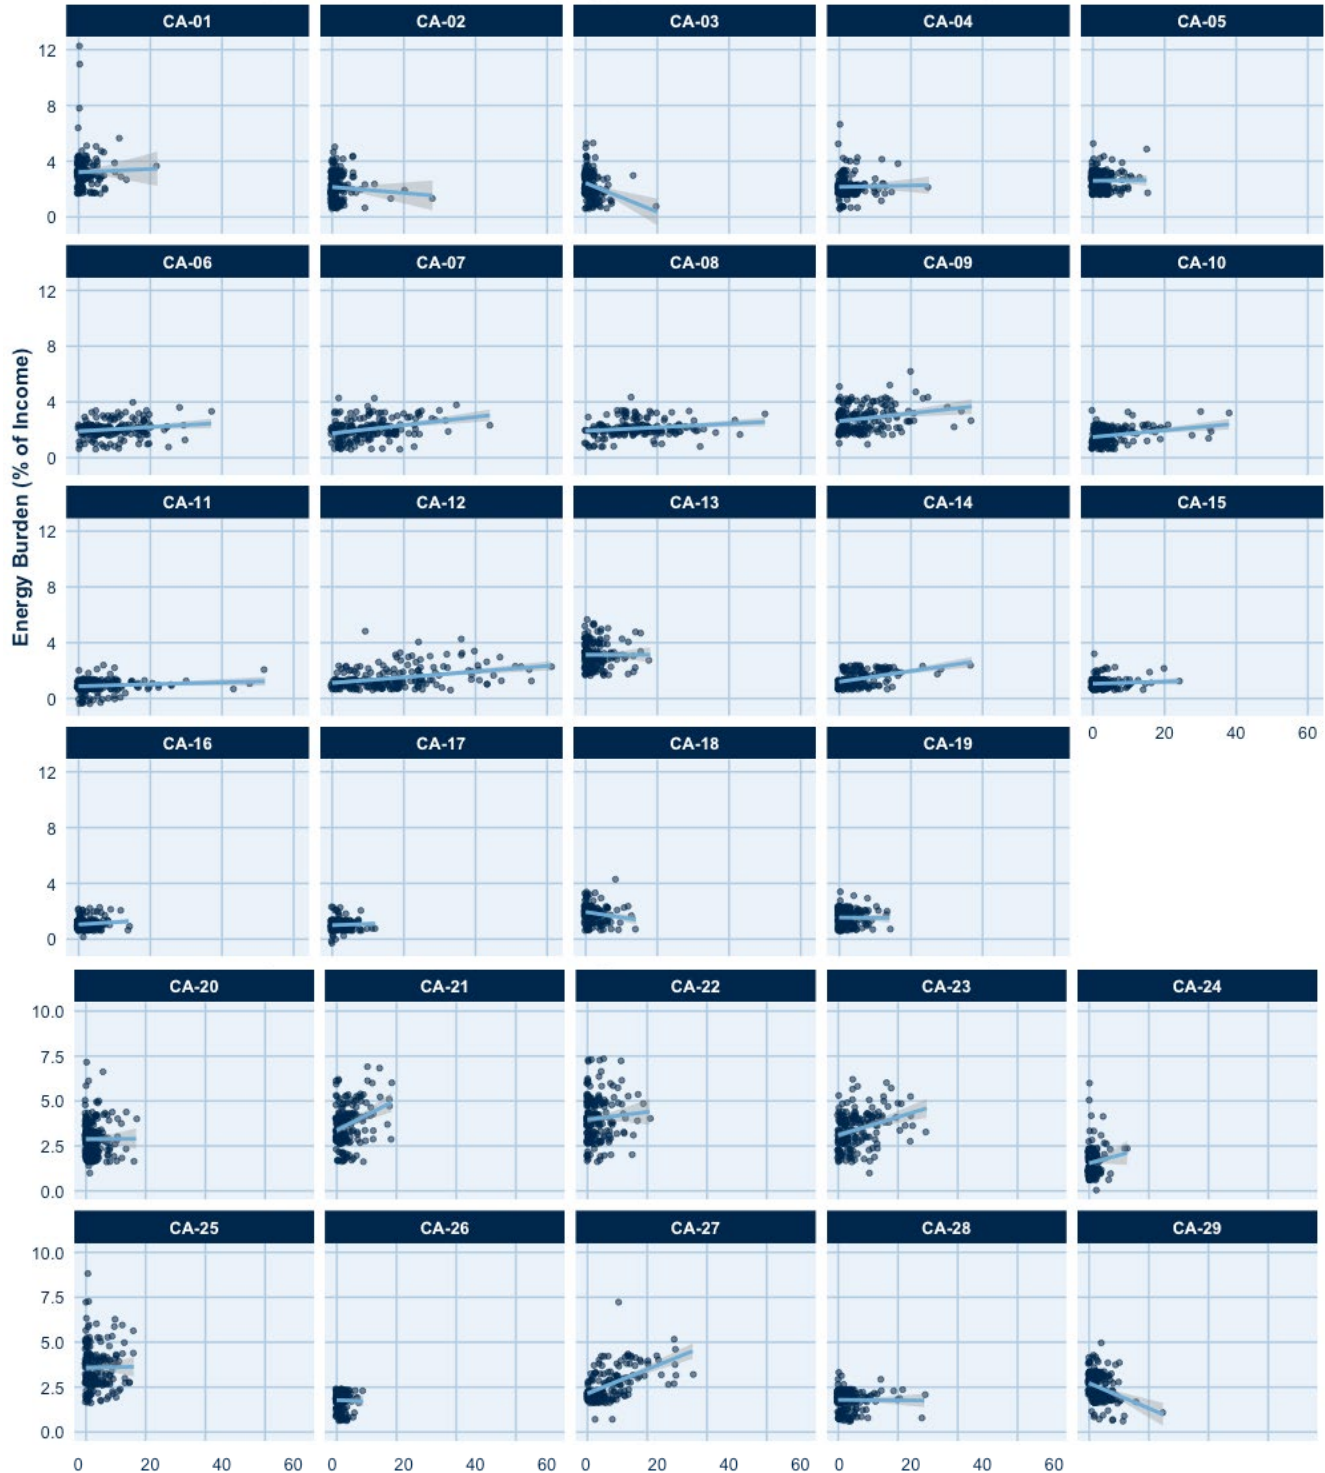 CA-01 CA-02 CA-03 CA-04 CA-05
12
8
4
0
CA-06 CA-07 CA-08 CA-09 CA-10
12
8
4
0
Energy Burden (% of Income)
CA-11 CA-12 CA-13 CA-14 CA-15
12
8
4
0
0 20 40 60
CA-16 CA-17 CA-18 CA-19
12
8
4
0
CA-20 CA-21 CA-22 CA-23 CA-24
10.0
7.5
5.0
2.5
0.0
CA-25 CA-26 CA-27 CA-28 CA-29
10.0
7.5
5.0
2.5
0.0
0 20 40 60 0 20 40 60 0 20 40 60 0 20 40 60